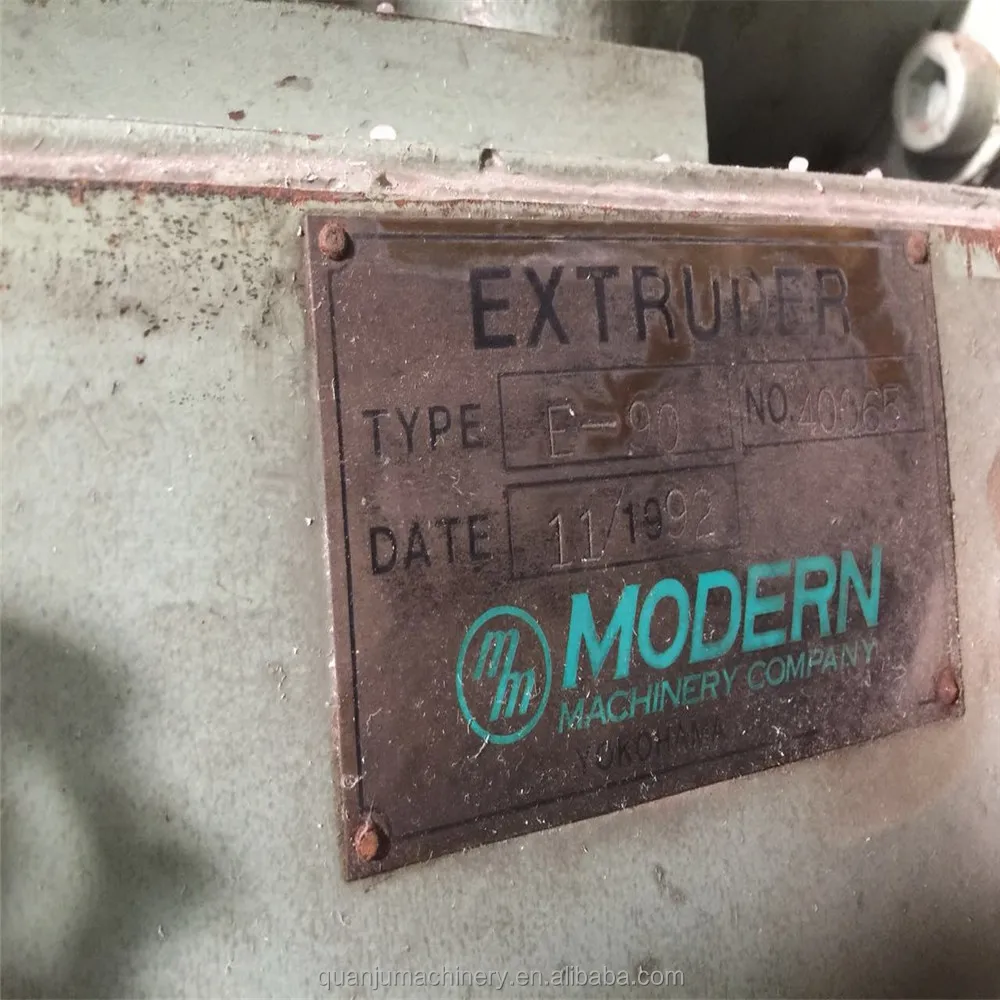 EXTRUDER
TYPE E-90 NO. 40065
DATE 11/1992
mm MODERN
MACHINERY COMPANY
YOKOHAMA
quanjumachinery.en.alibaba.com